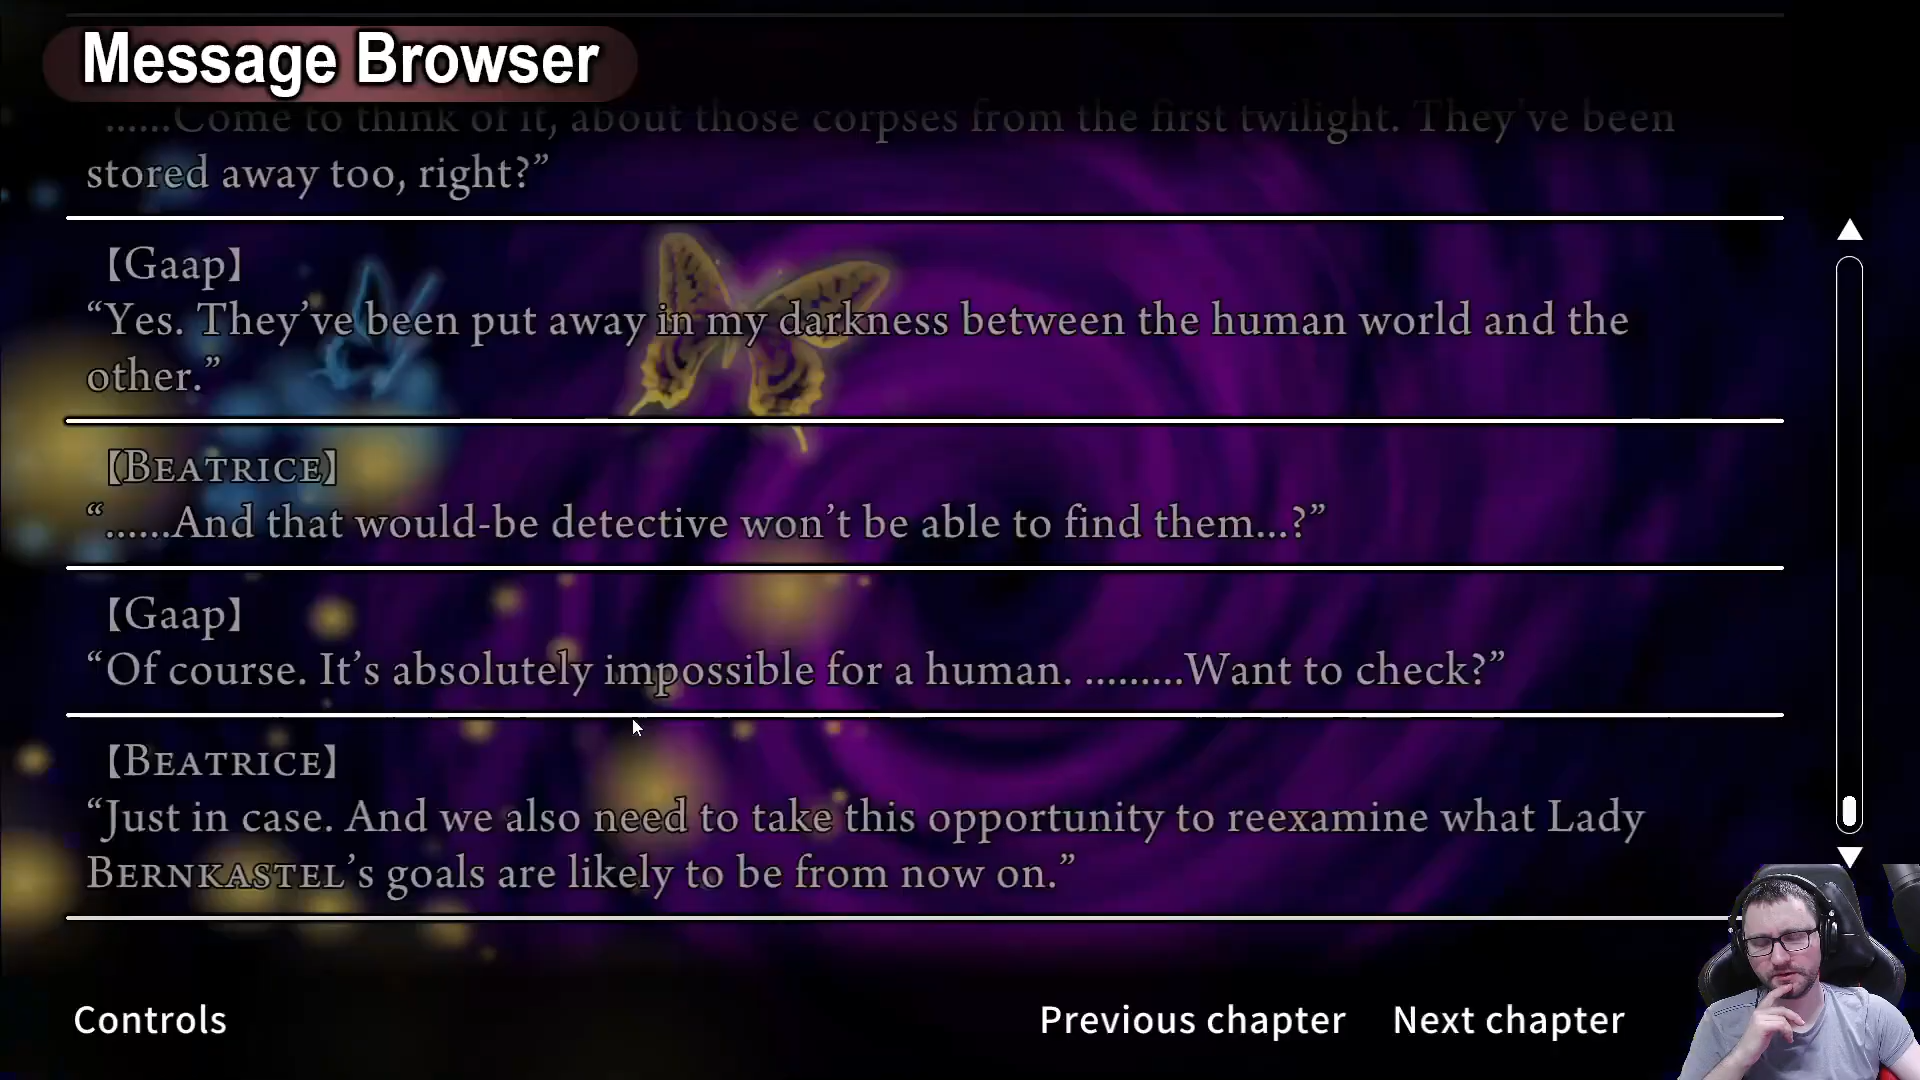 Message Browser
“......Come to think of it, about those corpses from the first twilight. They’ve been
stored away too, right?”
【Gaap】
“Yes. They’ve been put away in my darkness between the human world and the
other.”
【BEATRICE】
“......And that would-be detective won’t be able to find them...?”
【Gaap】
“Of course. It’s absolutely impossible for a human. .........Want to check?”
【BEATRICE】
“Just in case. And we also need to take this opportunity to reexamine what Lady
BERNKASTEL’s goals are likely to be from now on.”
Controls
Previous chapter
Next chapter